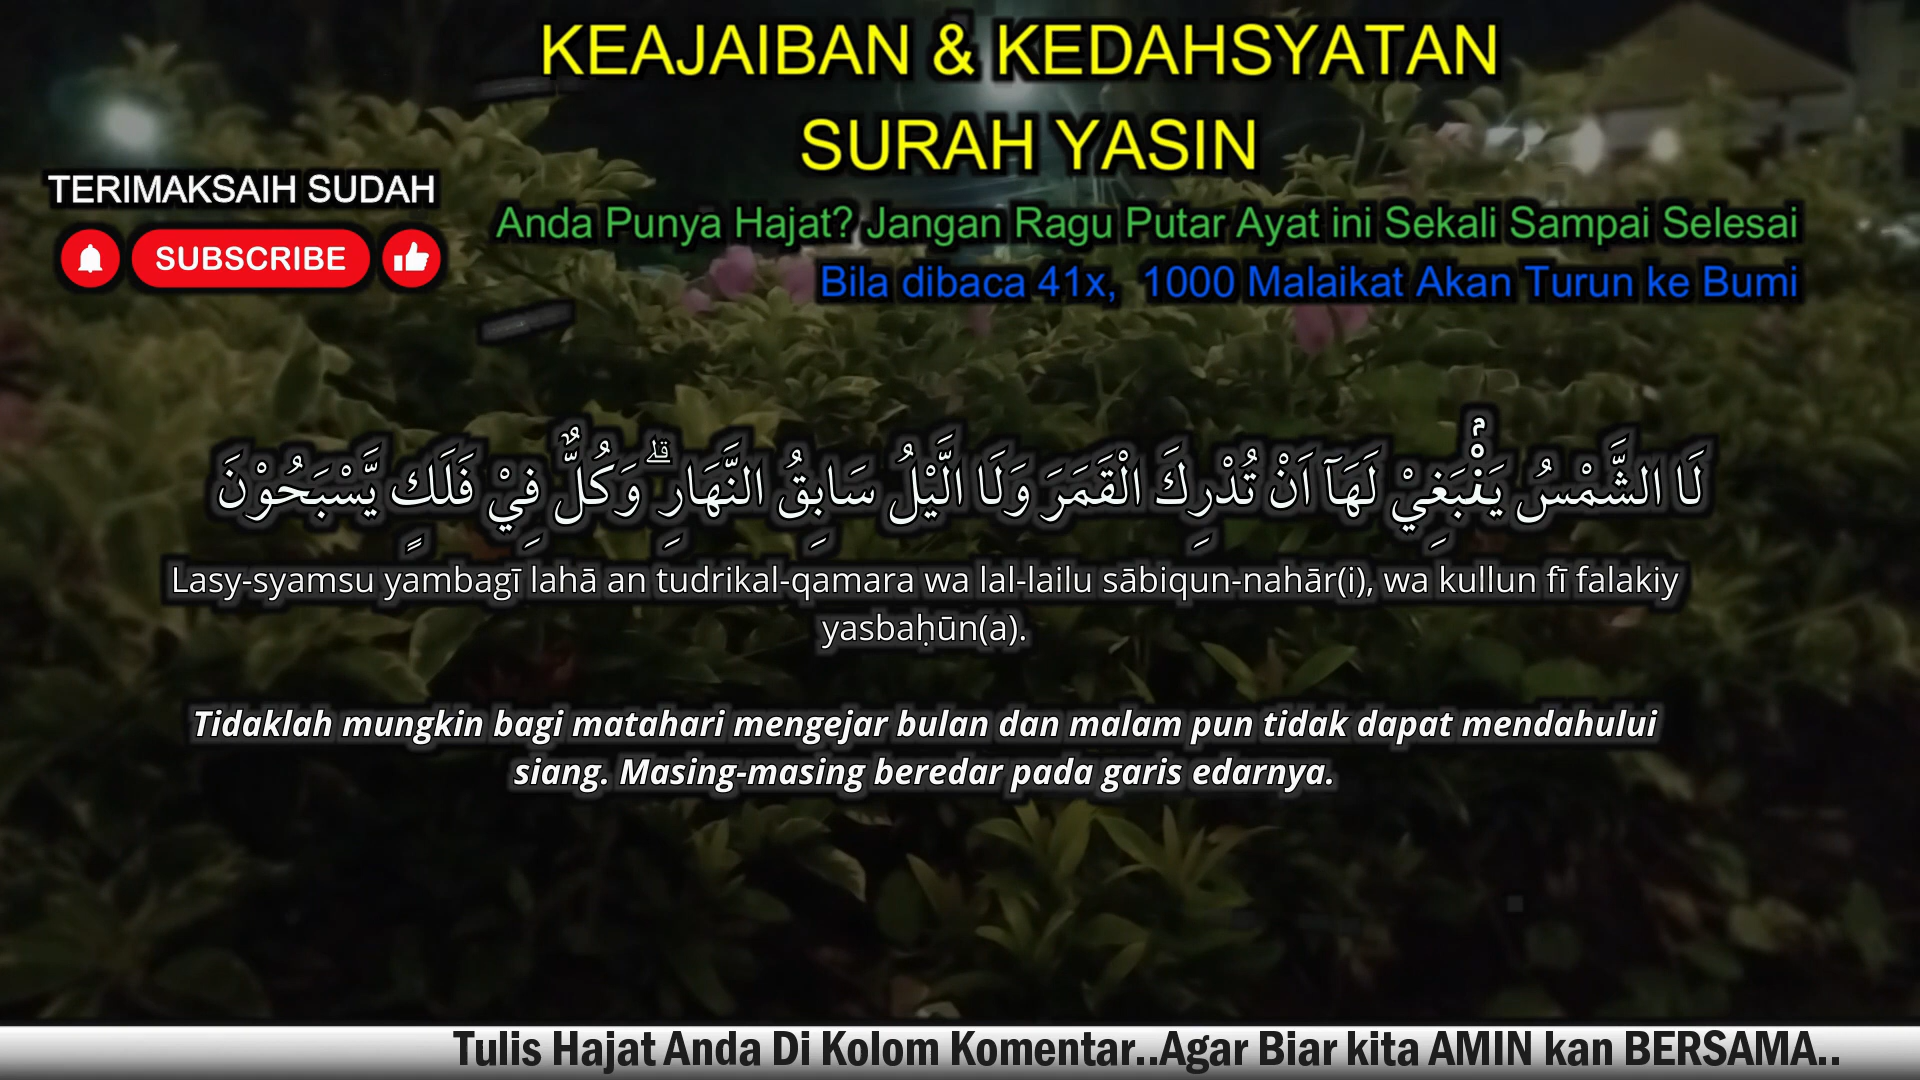 KEAJAIBAN & KEDAHSYATAN
SURAH YASIN
TERIMAKSAIH SUDAH
SUBSCRIBE
Anda Punya Hajat? Jangan Ragu Putar Ayat ini Sekali Sampai Selesai
Bila dibaca 41x, 1000 Malaikat Akan Turun ke Bumi
لَا الشَّمْسُ يَنْۢبَغِيْ لَهَآ اَنْ تُدْرِكَ الْقَمَرَ وَلَا الَّيْلُ سَابِقُ النَّهَارِ ۗوَكُلٌّ فِيْ فَلَكٍ يَّسْبَحُوْنَ
Lasy-syamsu yambagī lahā an tudrikal-qamara wa lal-lailu sābiqun-nahār(i), wa kullun fī falakiy
yasbaḥūn(a).
Tidaklah mungkin bagi matahari mengejar bulan dan malam pun tidak dapat mendahului
siang. Masing-masing beredar pada garis edarnya.
Tulis Hajat Anda Di Kolom Komentar..Agar Biar kita AMIN kan BERSAMA..